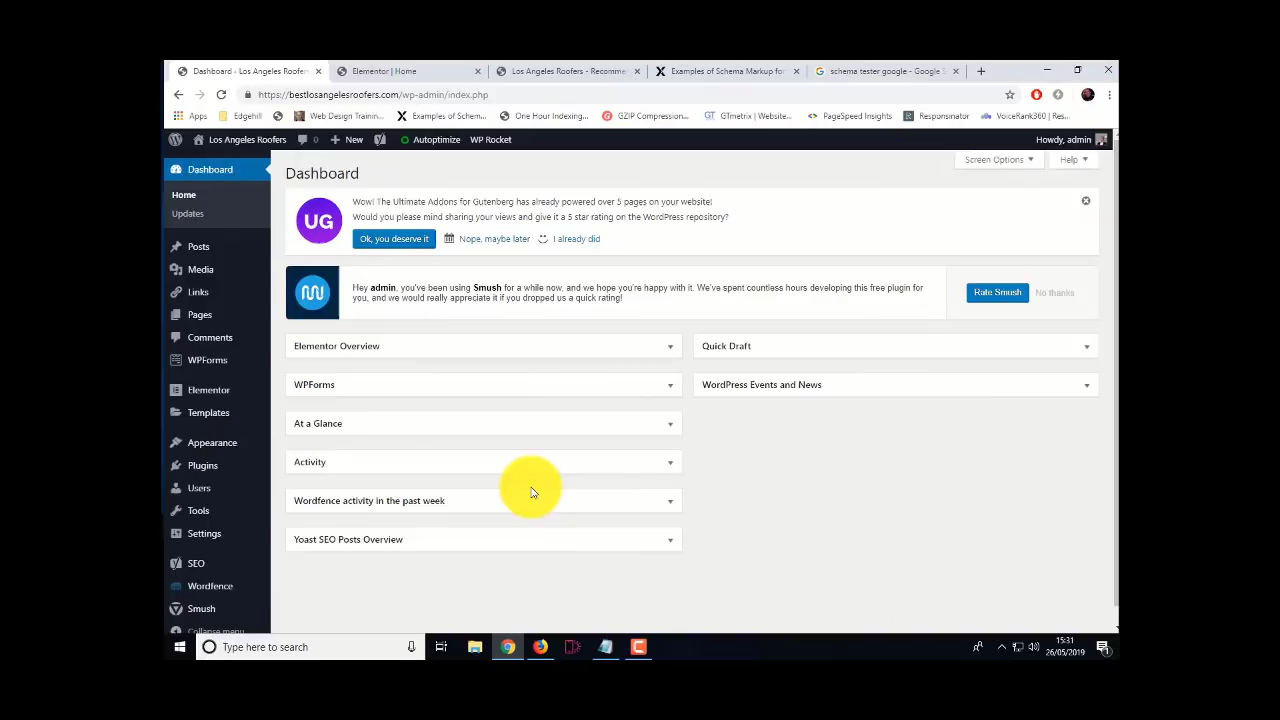 Dashboard ‹ Los Angeles Roofers
Elementor | Home
Los Angeles Roofers - Recomme
Examples of Schema Markup for
schema tester google - Google S
https://bestlosangelesroofers.com/wp-admin/index.php
Apps
Edgehill
Web Design Trainin...
Examples of Schem...
One Hour Indexing...
GZIP Compression...
GTmetrix | Website...
PageSpeed Insights
Responsinator
VoiceRank360 | Res...
Los Angeles Roofers
0
New
Autoptimize
WP Rocket
Howdy, admin
Dashboard
Home
Updates
Posts
Media
Links
Pages
Comments
WPForms
Elementor
Templates
Appearance
Plugins
Users
Tools
Settings
SEO
Wordfence
Smush
Collapse menu
Screen Options
Help
Dashboard
UG
Wow! The Ultimate Addons for Gutenberg has already powered over 5 pages on your website!
Would you please mind sharing your views and give it a 5 star rating on the WordPress repository?
Ok, you deserve it
Nope, maybe later
I already did
Hey admin, you've been using Smush for a while now, and we hope you're happy with it. We've spent countless hours developing this free plugin for
you, and we would really appreciate it if you dropped us a quick rating!
Rate Smush
No thanks
Elementor Overview
Quick Draft
WPForms
WordPress Events and News
At a Glance
Activity
Wordfence activity in the past week
Yoast SEO Posts Overview
Type here to search
15:31
26/05/2019
1